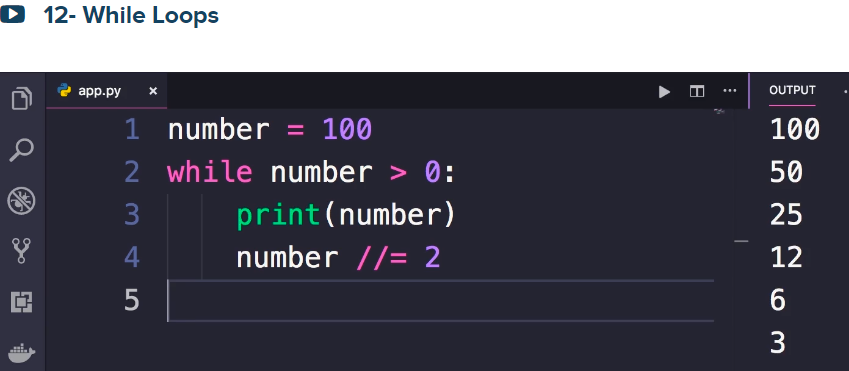 12- While Loops
app.py × ··· OUTPUT
1 number = 100
2 while number > 0:
3     print(number)
4     number //= 2
5
100
50
25
12
6
3